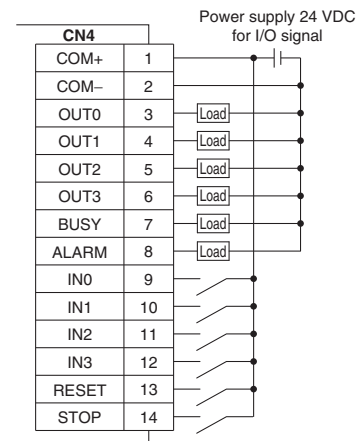 Power supply 24 VDC
for I/O signal
CN4
COM+ 1
COM– 2
OUT0 3 Load
OUT1 4 Load
OUT2 5 Load
OUT3 6 Load
BUSY 7 Load
ALARM 8 Load
IN0 9
IN1 10
IN2 11
IN3 12
RESET 13
STOP 14